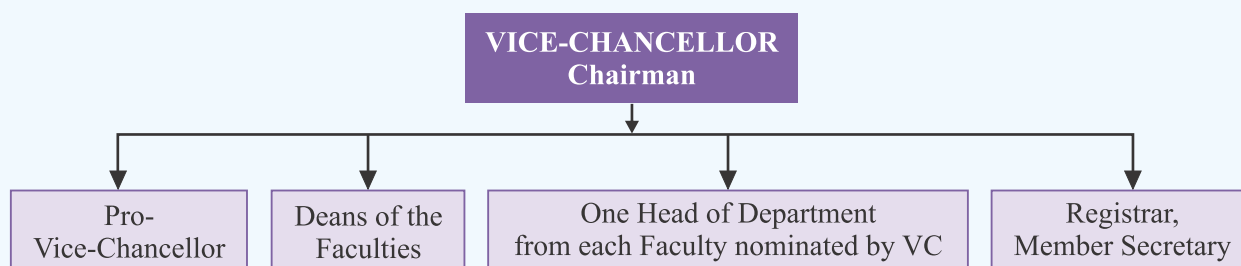 VICE-CHANCELLOR
Chairman
Pro-
Vice-Chancellor
Deans of the
Faculties
One Head of Department
from each Faculty nominated by VC
Registrar,
Member Secretary